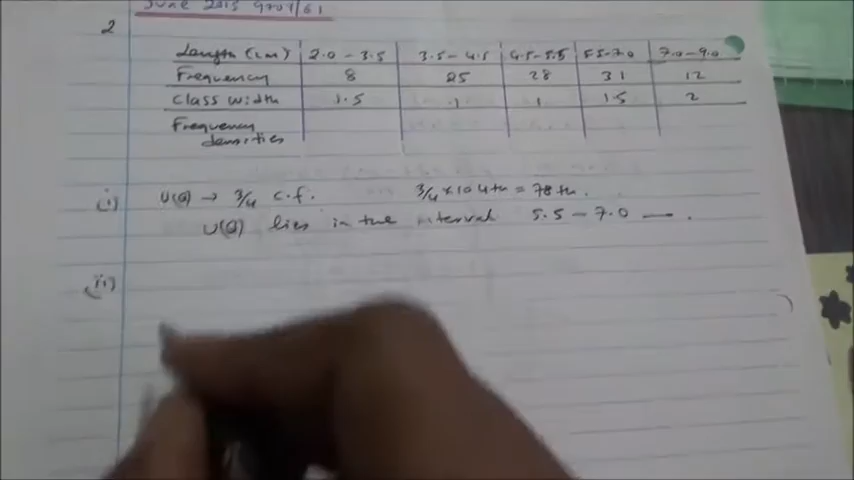 June 2015 9709/61
2
Length (cm) 2.0 - 3.5 3.5 - 4.5 4.5 - 5.5 5.5 - 7.0 7.0 - 9.0
Frequency 8 25 28 31 12
Class width 1.5 1 1 1.5 2
Frequency
densities
(i) U(Q) → 3/4 c.f. 3/4 × 104th = 78th.
U(Q) lies in the interval 5.5 - 7.0 — .
(ii)